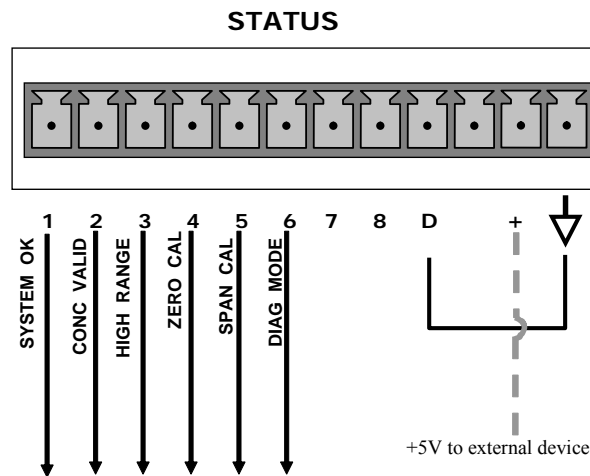 STATUS
1 2 3 4 5 6 7 8 D +
SYSTEM OK
CONC VALID
HIGH RANGE
ZERO CAL
SPAN CAL
DIAG MODE
+5V to external device